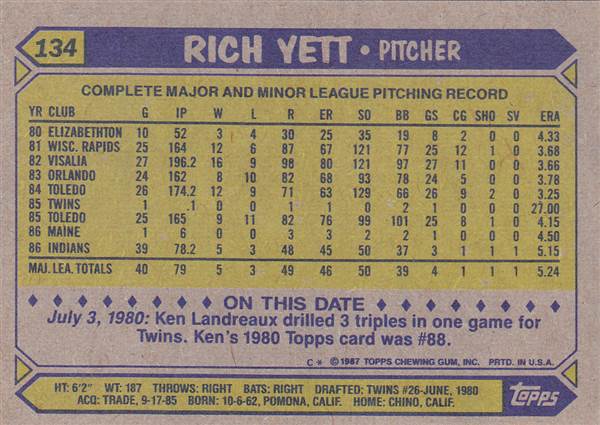 134 RICH YETT • PITCHER
COMPLETE MAJOR AND MINOR LEAGUE PITCHING RECORD
YR CLUB G IP W L R ER SO BB GS CG SHO SV ERA
80 ELIZABETHTON 10 52 3 4 30 25 35 19 8 2 0 0 4.33
81 WISC. RAPIDS 25 164 12 6 87 67 121 77 25 12 1 0 3.68
82 VISALIA 27 196.2 16 9 98 80 121 97 27 11 0 0 3.66
83 ORLANDO 24 162 8 10 82 68 93 78 24 5 0 0 3.78
84 TOLEDO 26 174.2 12 9 71 63 129 66 26 9 2 0 3.25
85 TWINS 1 .1 0 0 1 1 0 2 1 0 0 0 27.00
85 TOLEDO 25 165 9 11 82 76 99 101 25 8 1 0 4.15
86 MAINE 1 6 0 0 3 3 2 2 1 0 0 0 4.50
86 INDIANS 39 78.2 5 3 48 45 50 37 3 1 1 1 5.15
MAJ. LEA. TOTALS 40 79 5 3 49 46 50 39 4 1 1 1 5.24
ON THIS DATE
July 3, 1980: Ken Landreaux drilled 3 triples in one game for
Twins. Ken's 1980 Topps card was #88.
C* © 1987 TOPPS CHEWING GUM, INC. PRTD. IN U.S.A.
HT: 6'2" WT: 187 THROWS: RIGHT BATS: RIGHT DRAFTED: TWINS #26-JUNE, 1980
ACQ: TRADE, 9-17-85 BORN: 10-6-62, POMONA, CALIF. HOME: CHINO, CALIF.
topps